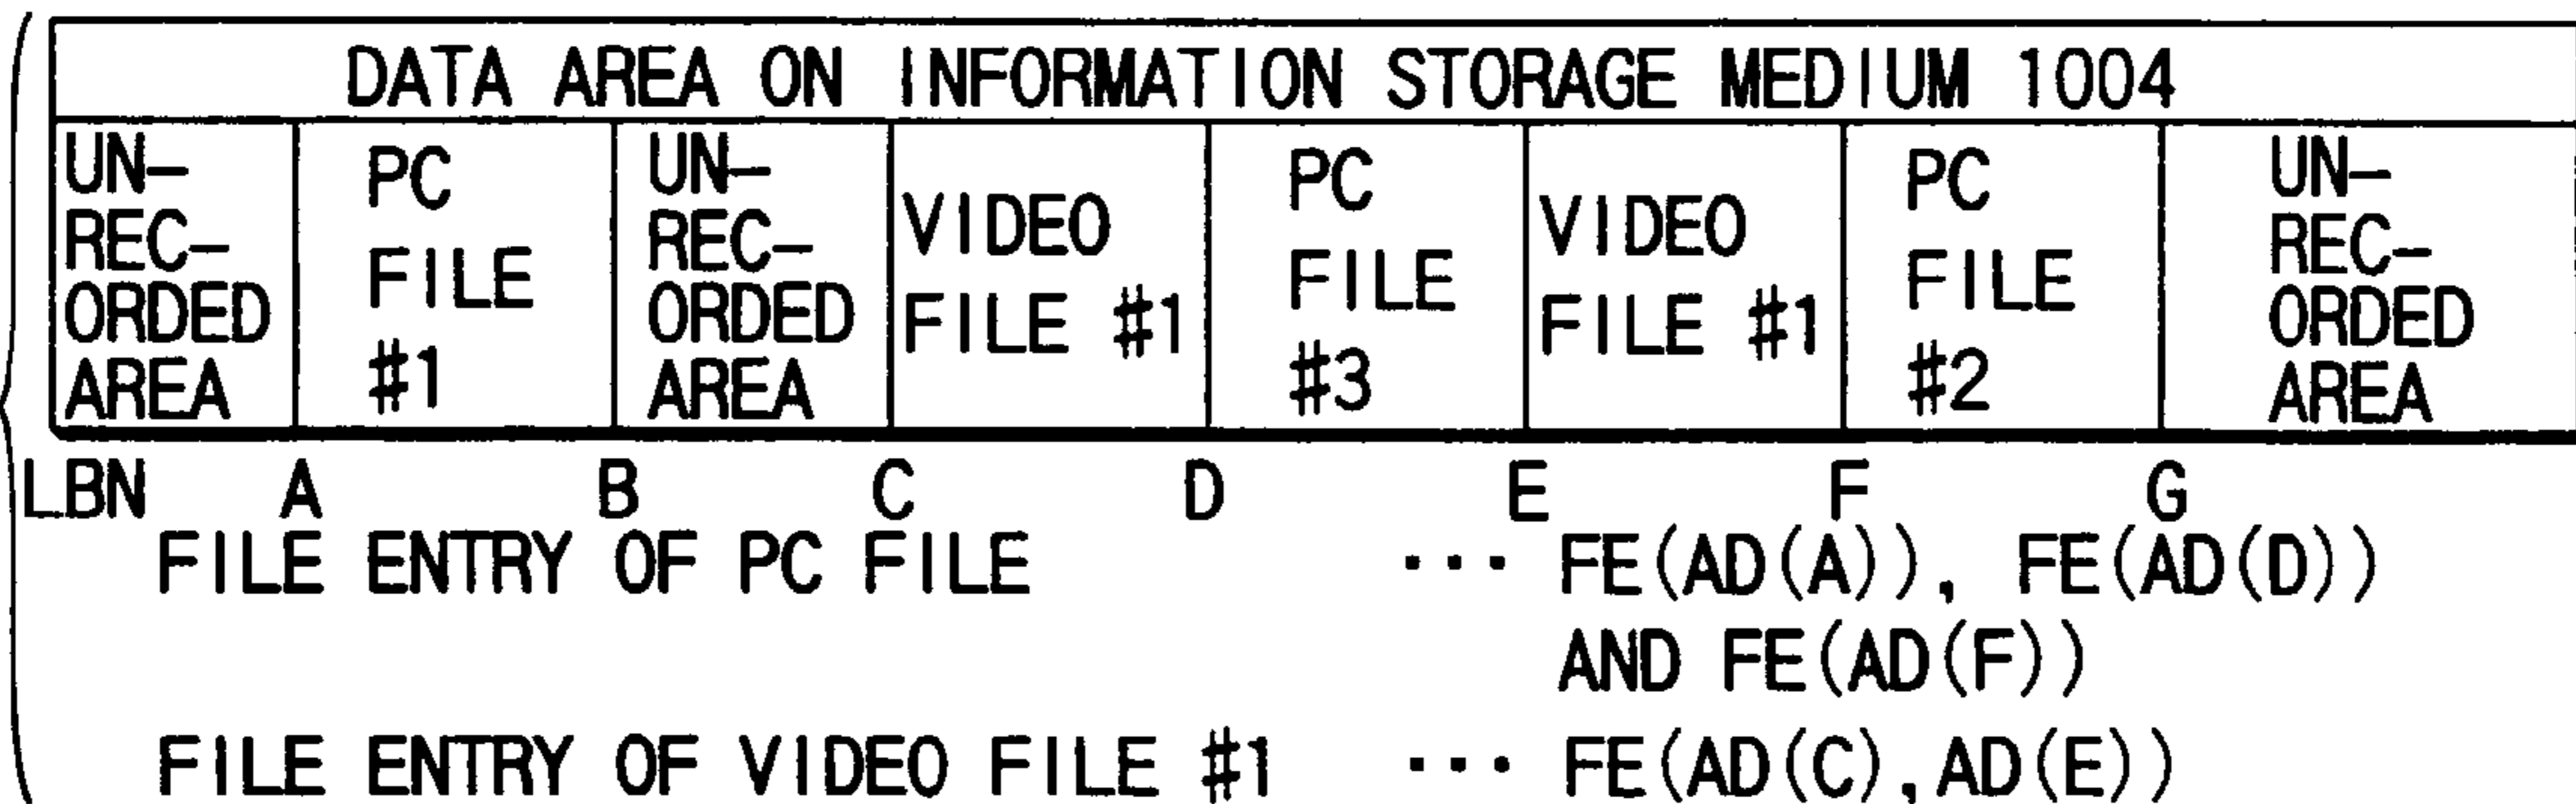 DATA AREA ON INFORMATION STORAGE MEDIUM 1004
UN-
REC-
ORDED
AREA
PC
FILE
#1
UN-
REC-
ORDED
AREA
VIDEO
FILE #1
PC
FILE
#3
VIDEO
FILE #1
PC
FILE
#2
UN-
REC-
ORDED
AREA
LBN A B C D E F G
FILE ENTRY OF PC FILE ··· FE(AD(A)), FE(AD(D))
AND FE(AD(F))
FILE ENTRY OF VIDEO FILE #1 ··· FE(AD(C),AD(E))